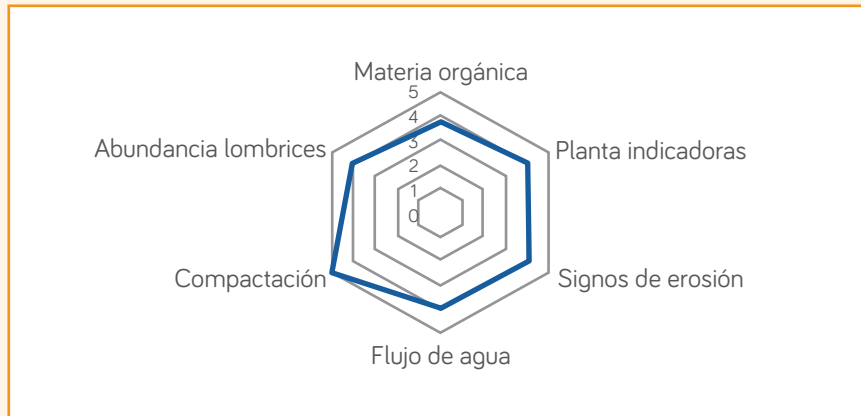 Materia orgánica
5
4
3
2
1
0
Abundancia lombrices
Planta indicadoras
Compactación
Signos de erosión
Flujo de agua